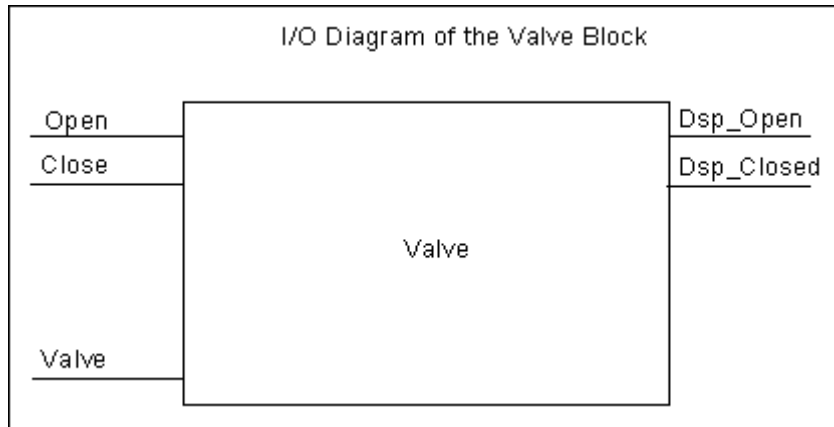 I/O Diagram of the Valve Block
Open
Close
Valve
Valve
Dsp_Open
Dsp_Closed